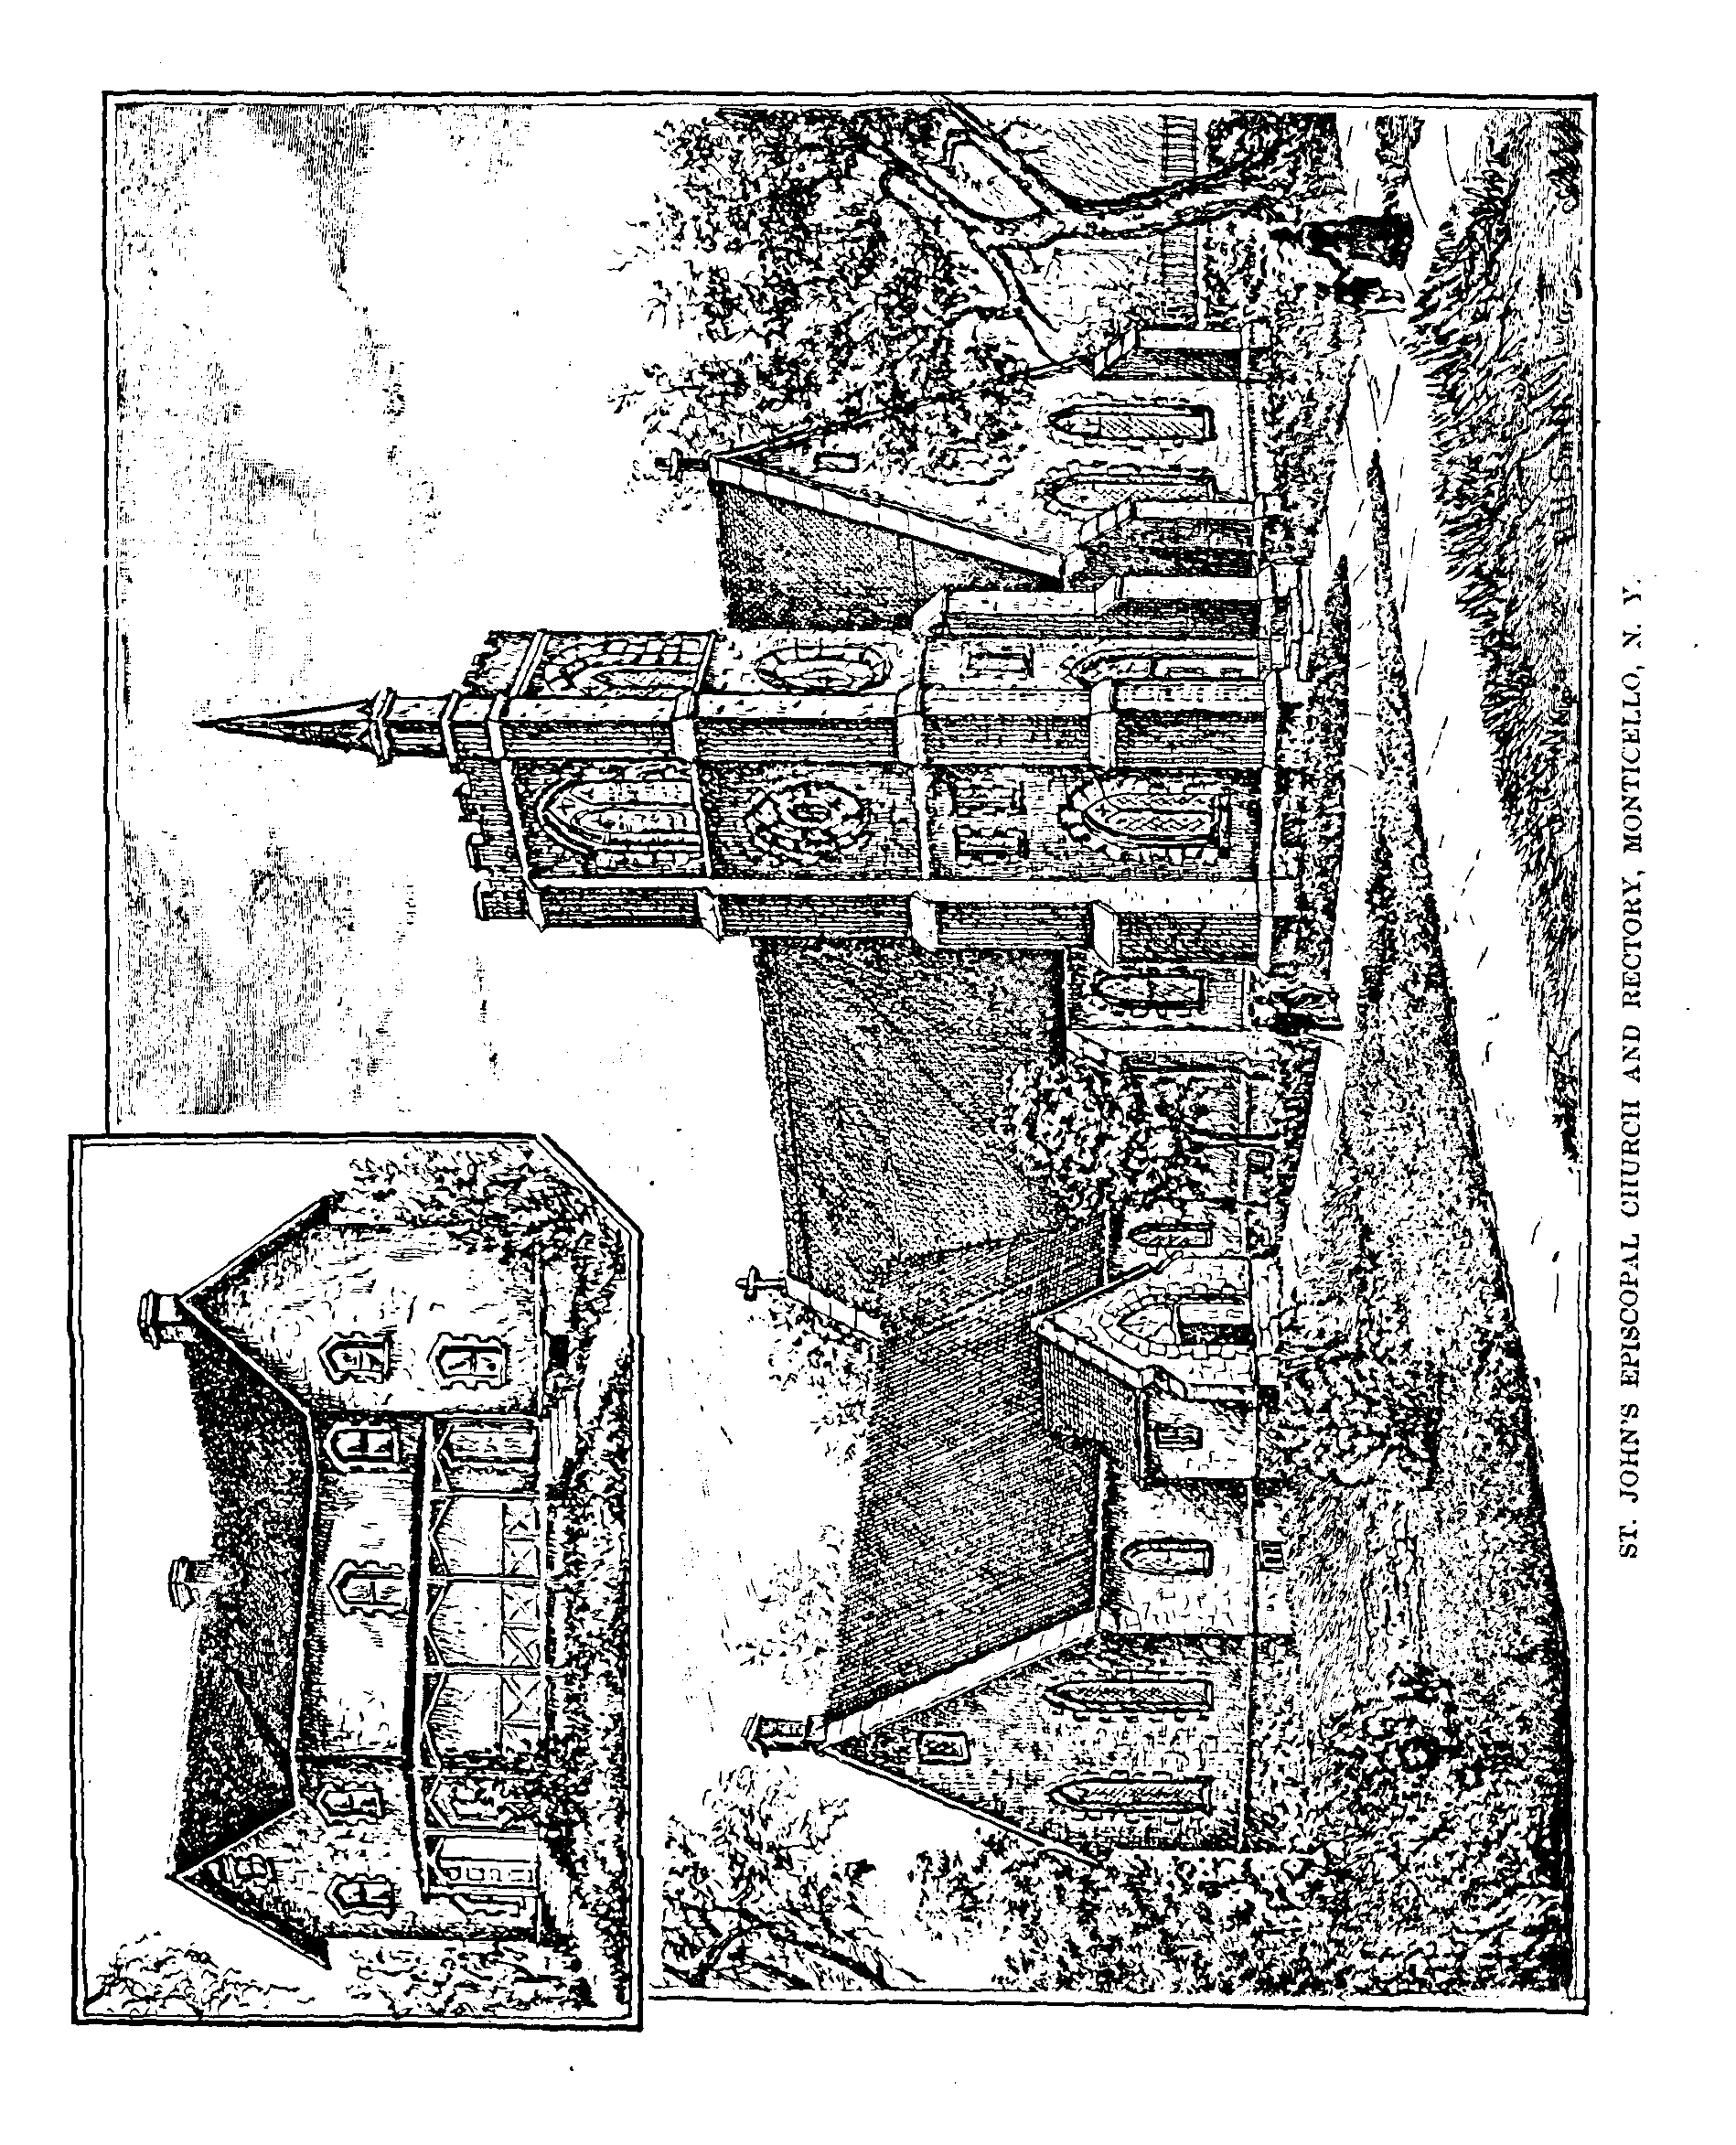 ST. JOHN'S EPISCOPAL CHURCH AND RECTORY, MONTICELLO, N. Y.